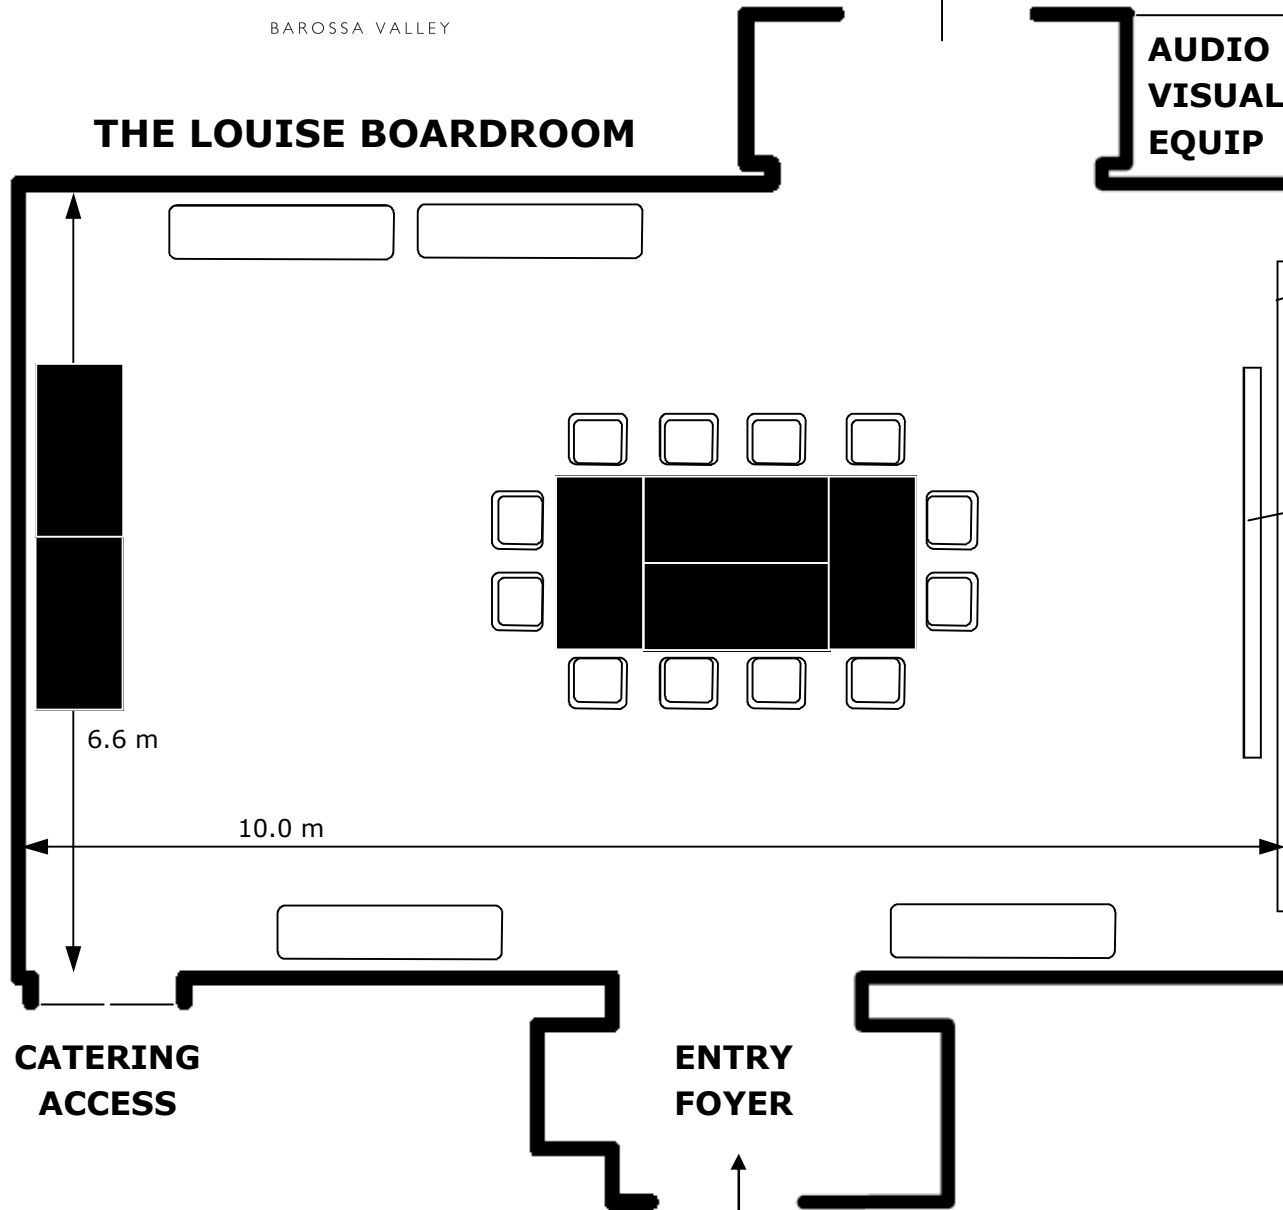 BAROSSA VALLEY
THE LOUISE BOARDROOM
AUDIO
VISUAL
EQUIP
6.6 m
10.0 m
CATERING
ACCESS
ENTRY
FOYER